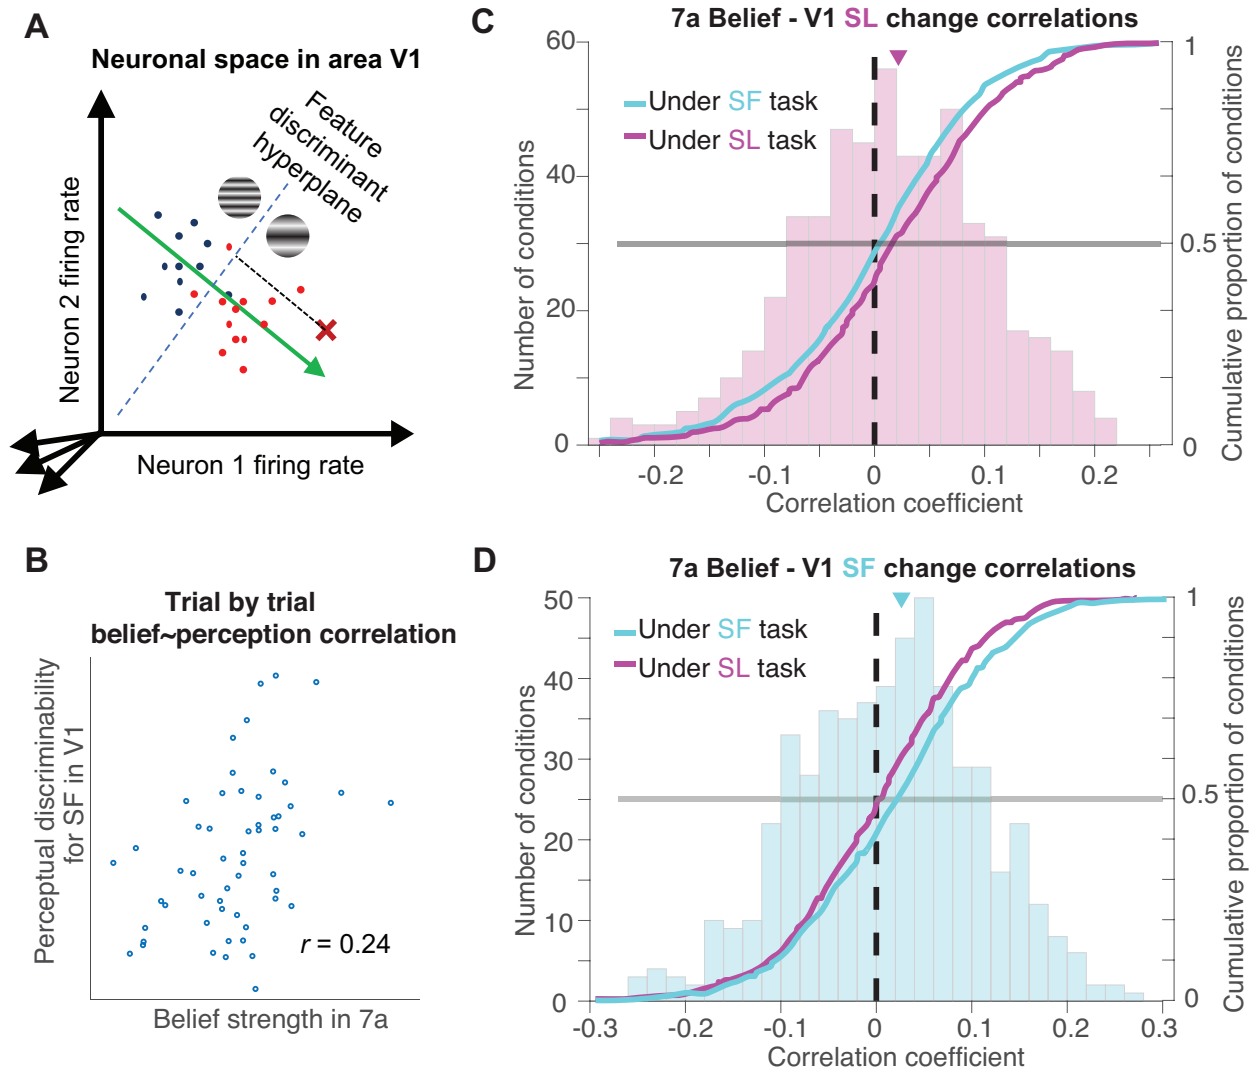 A
Neuronal space in area V1
Feature
discriminant
hyperplane
Neuron 2 firing rate
Neuron 1 firing rate
B
Trial by trial
belief~perception correlation
Perceptual discriminability
for SF in V1
r = 0.24
Belief strength in 7a
C
7a Belief - V1 SL change correlations
Under SF task
Under SL task
Number of conditions
60
40
20
0
Cumulative proportion of conditions
1
0.5
0
-0.2
-0.1
0
0.1
0.2
Correlation coefficient
D
7a Belief - V1 SF change correlations
Under SF task
Under SL task
Number of conditions
50
40
30
20
10
0
Cumulative proportion of conditions
1
0.5
0
-0.3
-0.2
-0.1
0
0.1
0.2
0.3
Correlation coefficient